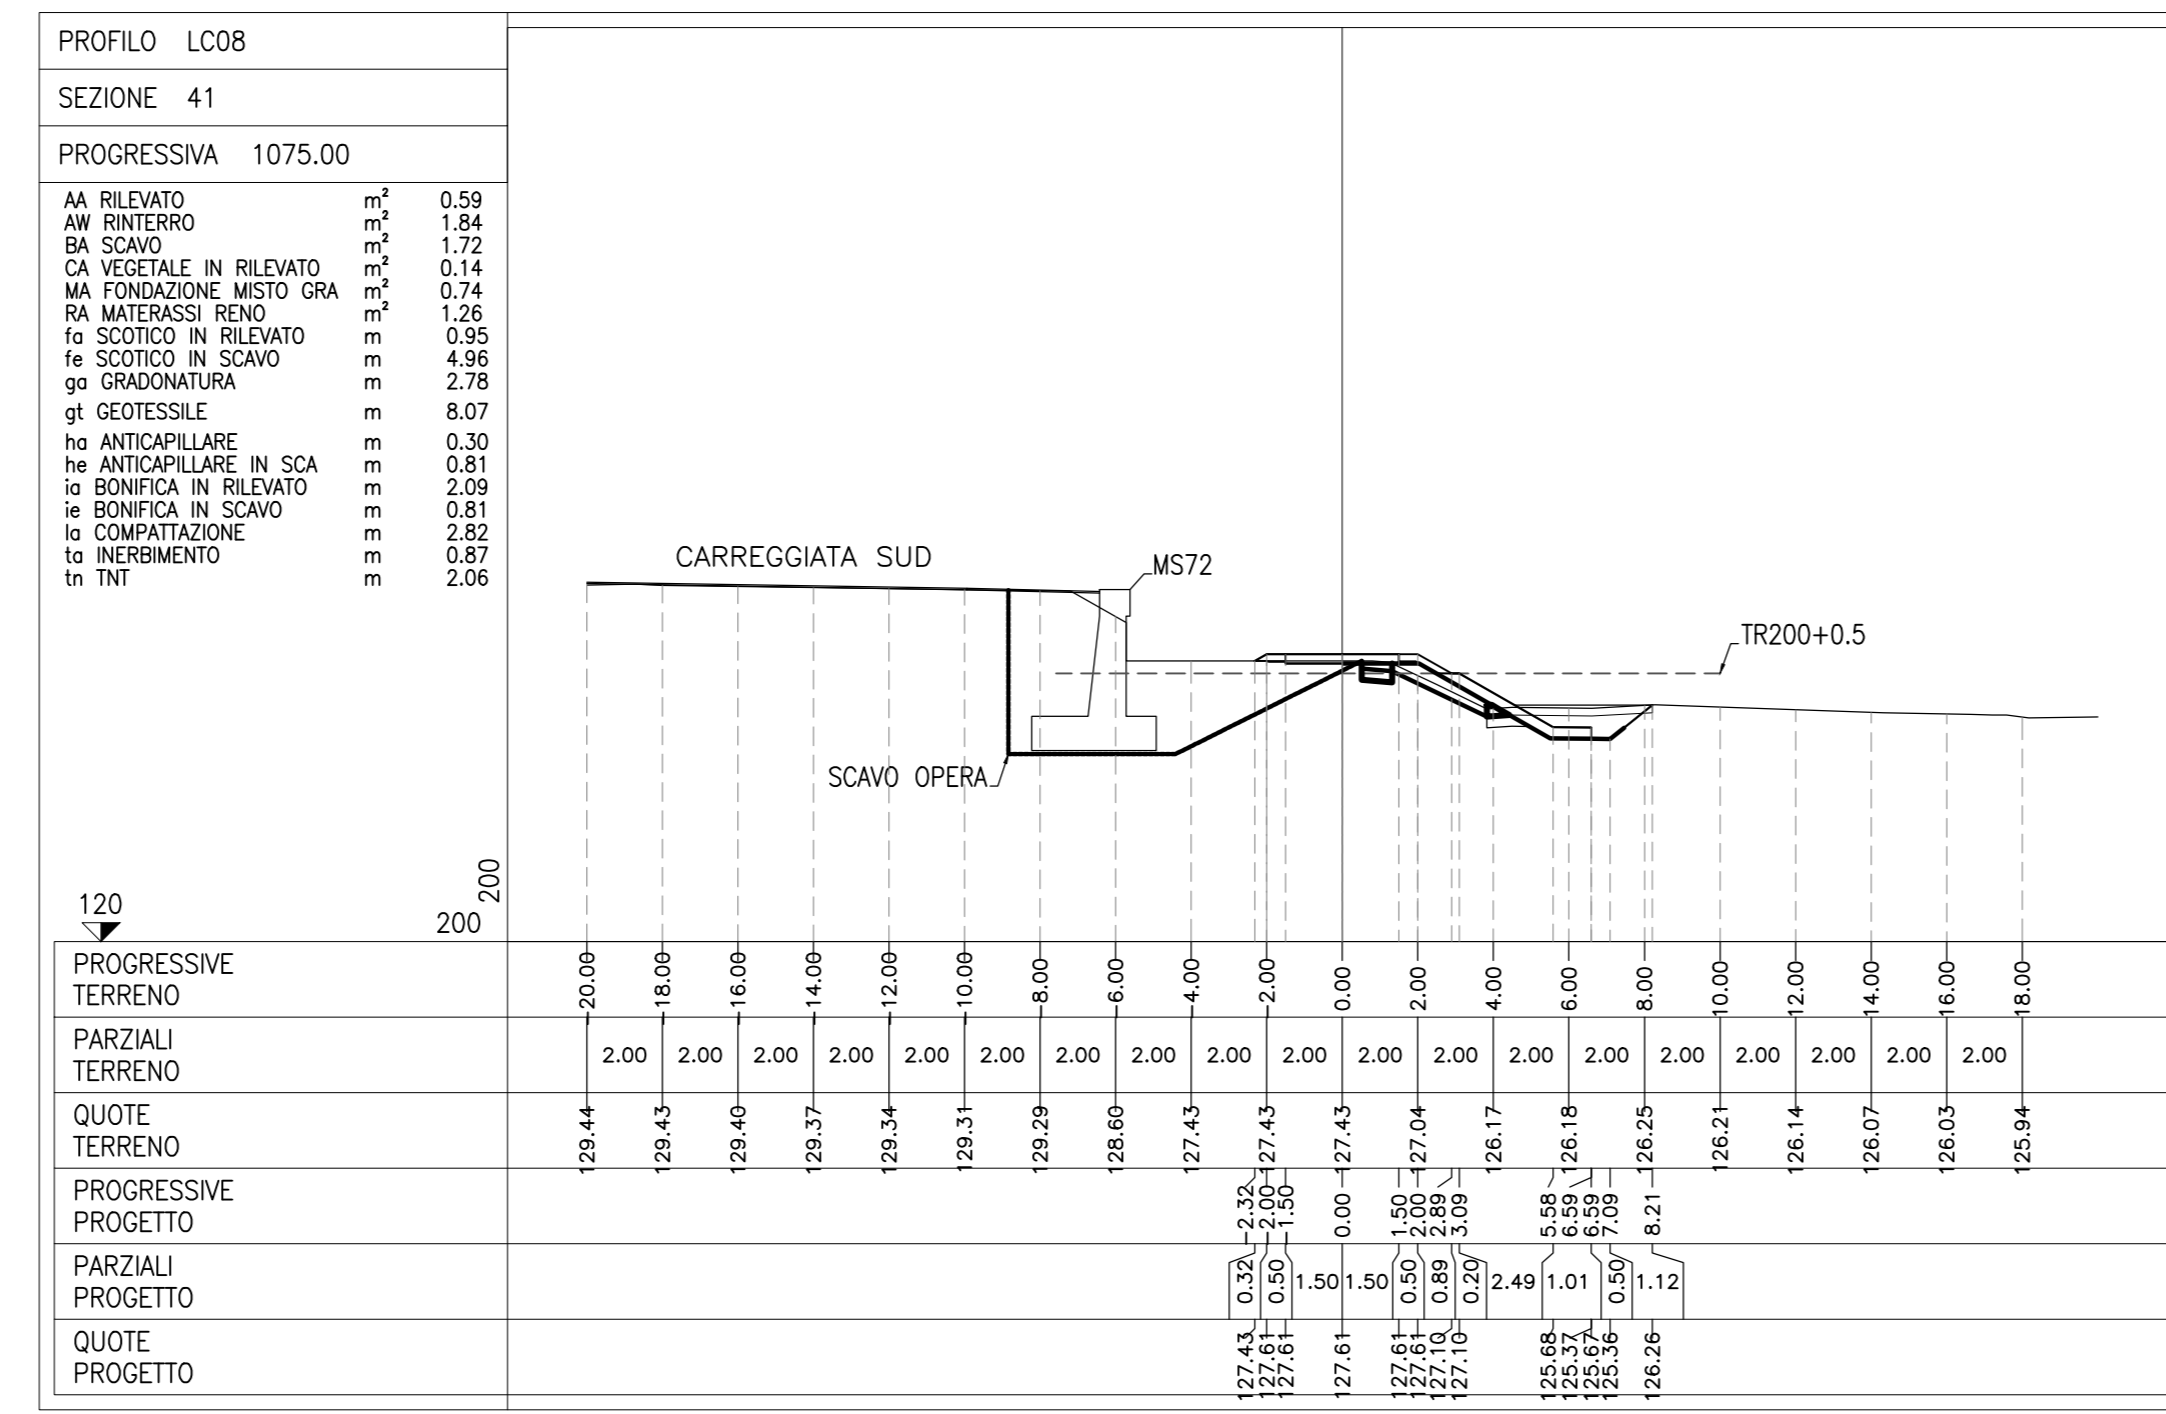 PROFILO LC08
SEZIONE 41
PROGRESSIVA 1075.00
AA RILEVATO m² 0.59
AW RINTERRO m² 1.84
BA SCAVO m² 1.72
CA VEGETALE IN RILEVATO m² 0.14
MA FONDAZIONE MISTO GRA m² 0.74
RA MATERASSI RENO m² 1.26
fa SCOTICO IN RILEVATO m 0.95
fe SCOTICO IN SCAVO m 4.96
ga GRADONATURA m 2.78
gt GEOTESSILE m 8.07
ha ANTICAPILLARE m 0.30
he ANTICAPILLARE IN SCA m 0.81
ia BONIFICA IN RILEVATO m 2.09
ie BONIFICA IN SCAVO m 0.81
la COMPATTAZIONE m 2.82
ta INERBIMENTO m 0.87
tn TNT m 2.06
CARREGGIATA SUD
MS72
TR200+0.5
SCAVO OPERA
120
200
200
PROGRESSIVE
TERRENO
-20.00 -18.00 -16.00 -14.00 -12.00 -10.00 -8.00 -6.00 -4.00 -2.00 0.00 2.00 4.00 6.00 8.00 10.00 12.00 14.00 16.00 18.00
PARZIALI
TERRENO
2.00 2.00 2.00 2.00 2.00 2.00 2.00 2.00 2.00 2.00 2.00 2.00 2.00 2.00 2.00 2.00 2.00 2.00 2.00
QUOTE
TERRENO
129.44 129.43 129.40 129.37 129.34 129.31 129.29 128.60 127.43 127.43 127.43 127.04 126.17 126.18 126.25 126.21 126.14 126.07 126.03 125.94
PROGRESSIVE
PROGETTO
-2.32 -2.00 -1.50 0.00 1.50 2.00 2.89 3.09 5.58 6.59 6.59 7.09 8.21
PARZIALI
PROGETTO
0.32 0.50 1.50 1.50 0.50 0.89 0.20 2.49 1.01 0.50 1.12
QUOTE
PROGETTO
127.43 127.61 127.61 127.61 127.61 127.61 127.10 127.10 125.68 125.37 125.67 125.36 126.26